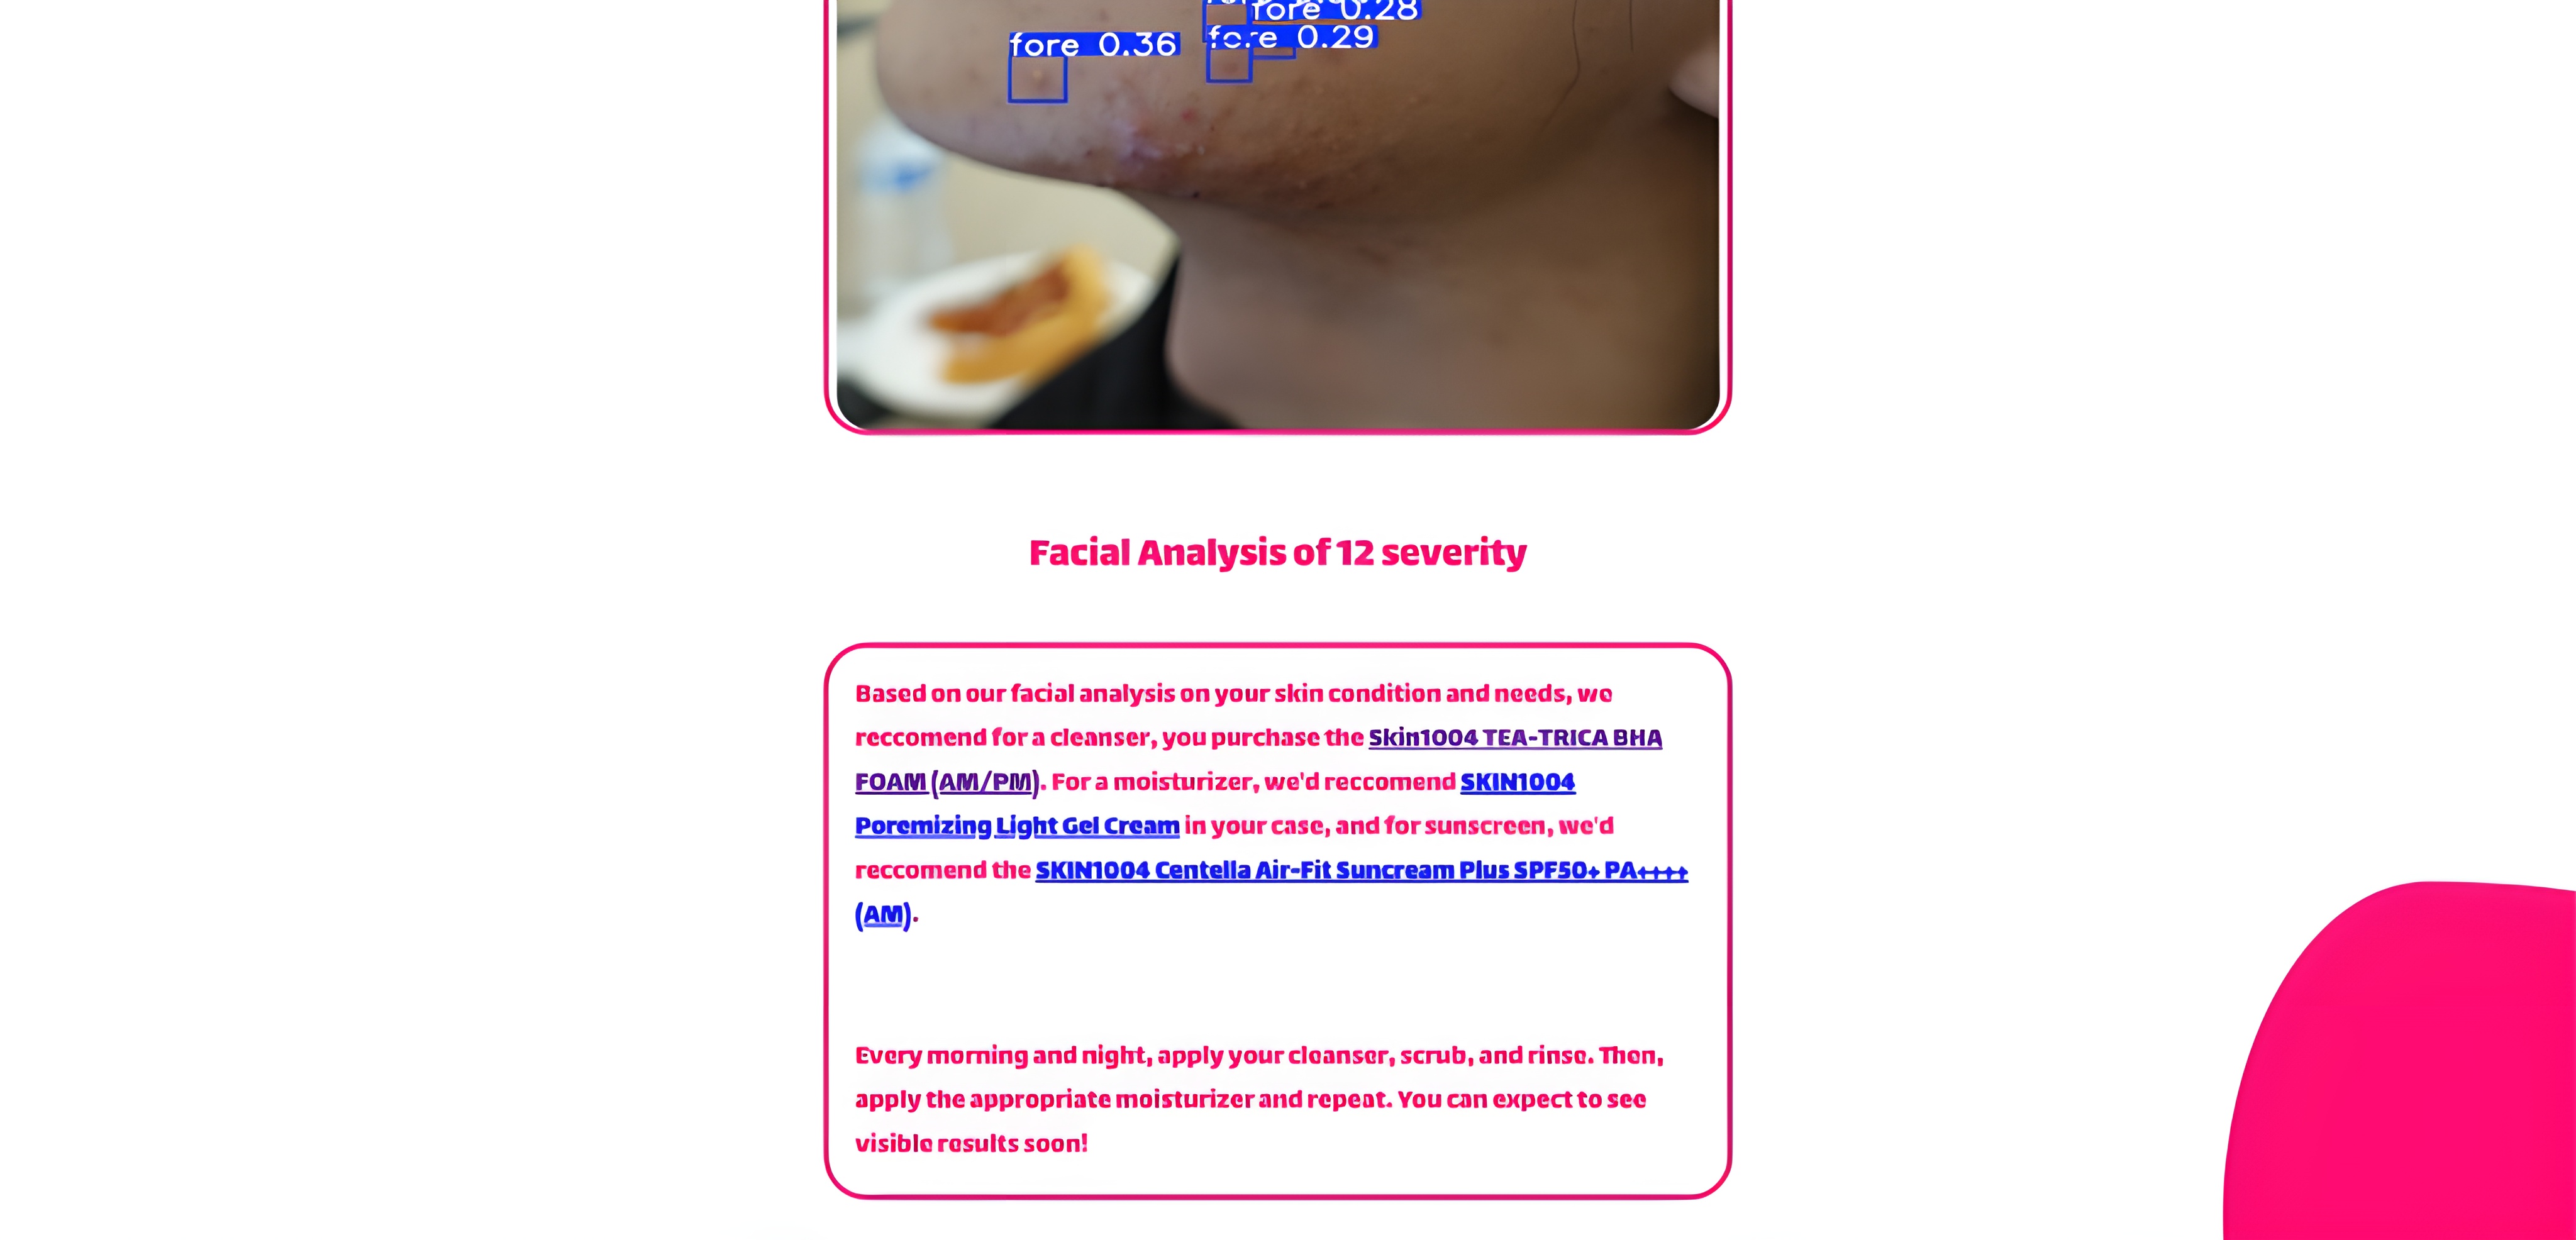 fore 0.28
fore 0.36
fore 0.29
Facial Analysis of 12 severity
Based on our facial analysis on your skin condition and needs, we
reccomend for a cleanser, you purchase the Skin1004 TEA-TRICA BHA
FOAM (AM/PM). For a moisturizer, we'd reccomend SKIN1004
Poremizing Light Gel Cream in your case, and for sunscreen, we'd
reccomend the SKIN1004 Centella Air-Fit Suncream Plus SPF50+ PA++++
(AM).
Every morning and night, apply your cleanser, scrub, and rinse. Then,
apply the appropriate moisturizer and repeat. You can expect to see
visible results soon!